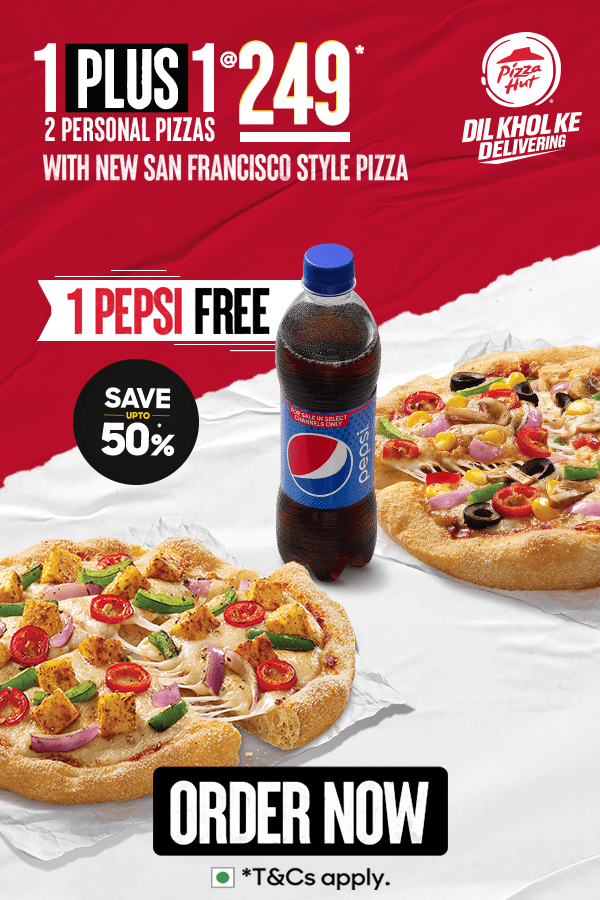 1 PLUS 1 @ 249*
2 PERSONAL PIZZAS
WITH NEW SAN FRANCISCO STYLE PIZZA
Pizza
Hut
DIL KHOL KE
DELIVERING
1 PEPSI FREE
SAVE
UPTO
50%*
FOR SALE IN SELECT
CHANNELS ONLY
pepsi
ORDER NOW
*T&Cs apply.